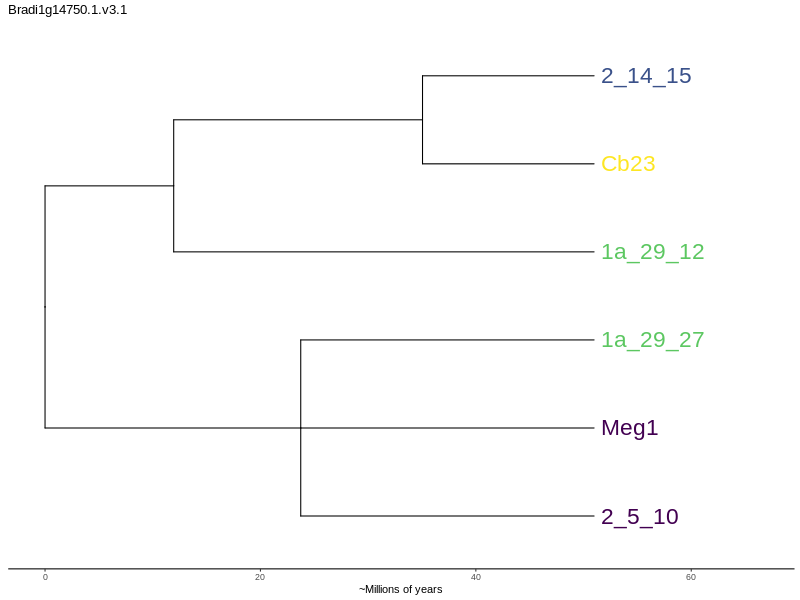 Bradi1g14750.1.v3.1
2_14_15
Cb23
1a_29_12
1a_29_27
Meg1
2_5_10
0 20 40 60
~Millions of years